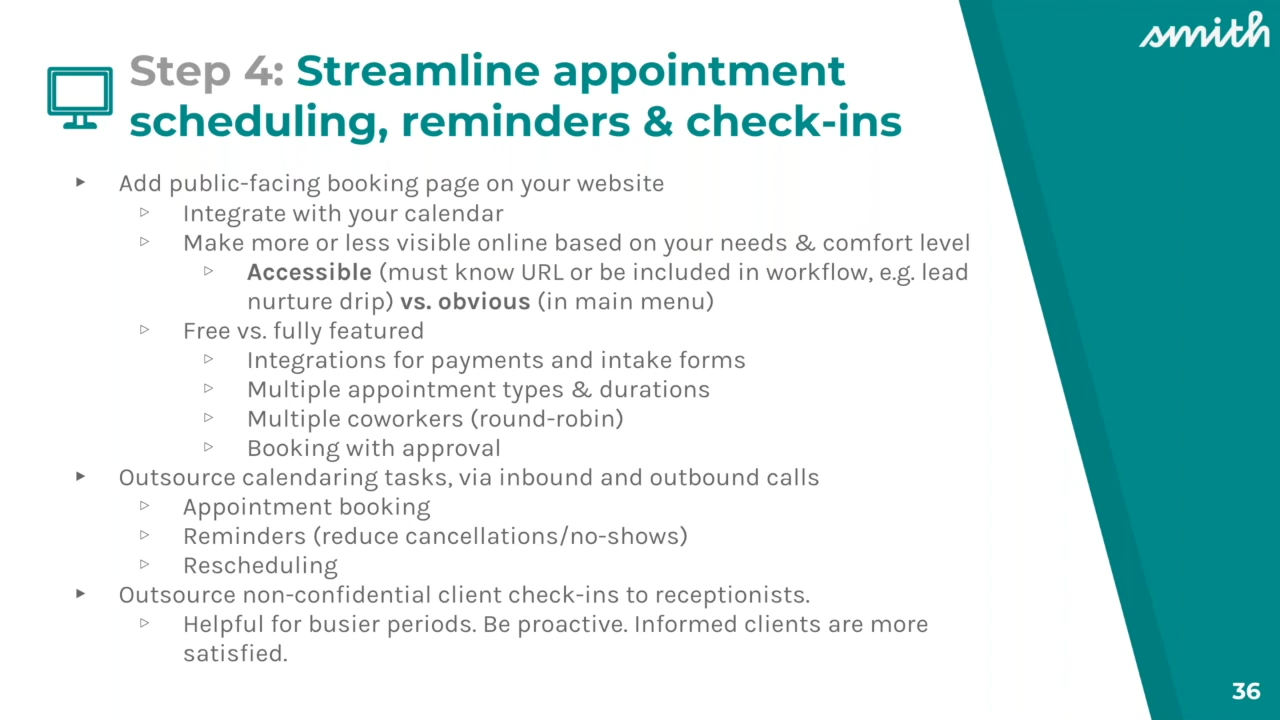 smith
Step 4: Streamline appointment
scheduling, reminders & check-ins
▸ Add public-facing booking page on your website
▹ Integrate with your calendar
▹ Make more or less visible online based on your needs & comfort level
▹ Accessible (must know URL or be included in workflow, e.g. lead
nurture drip) vs. obvious (in main menu)
▹ Free vs. fully featured
▹ Integrations for payments and intake forms
▹ Multiple appointment types & durations
▹ Multiple coworkers (round-robin)
▹ Booking with approval
▸ Outsource calendaring tasks, via inbound and outbound calls
▹ Appointment booking
▹ Reminders (reduce cancellations/no-shows)
▹ Rescheduling
▸ Outsource non-confidential client check-ins to receptionists.
▹ Helpful for busier periods. Be proactive. Informed clients are more
satisfied.
36